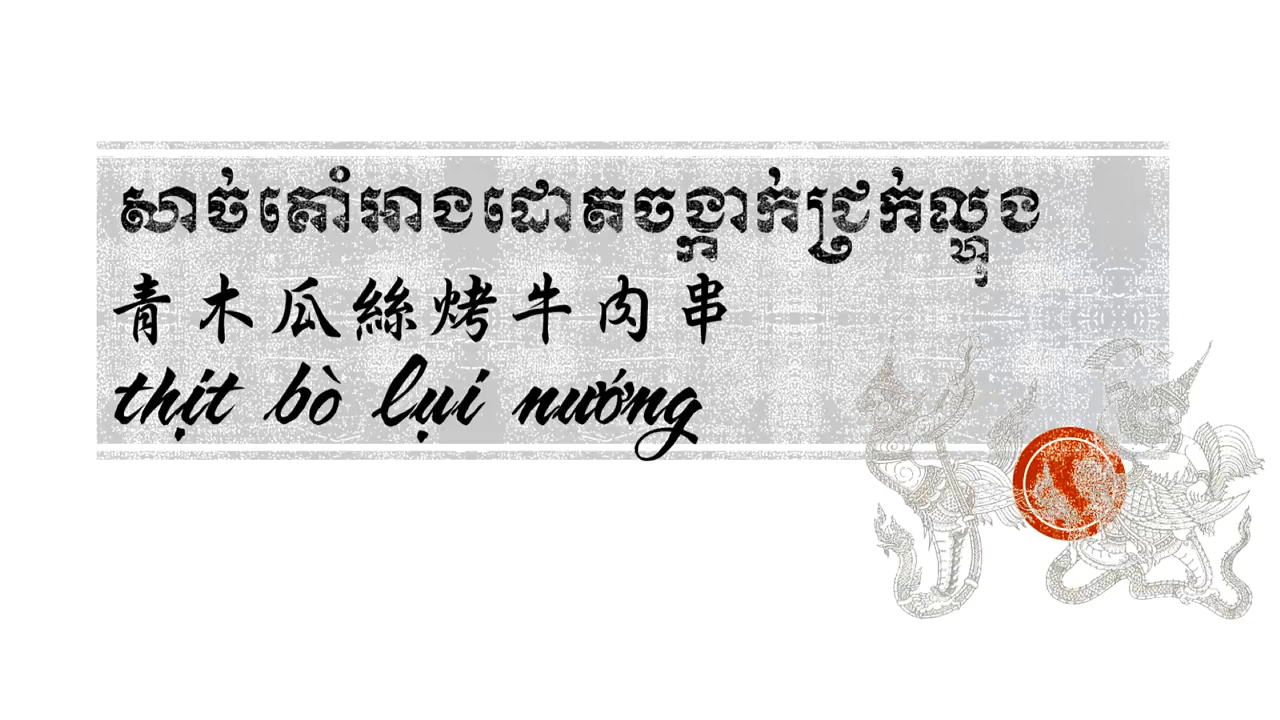 សាច់គោំអាងដោតចង្កាក់ជ្រក់ល្ហុង
青木瓜絲烤牛肉串
thịt bò lụi nướng